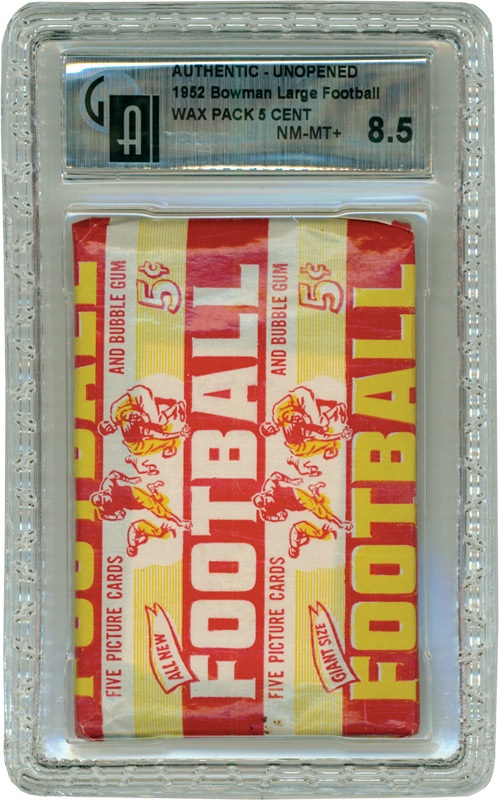 GA
AUTHENTIC - UNOPENED
1952 Bowman Large Football
WAX PACK 5 CENT
NM-MT+
8.5
FOOTBALL
FIVE PICTURE CARDS
AND BUBBLE GUM
5¢
ALL NEW
FOOTBALL
FIVE PICTURE CARDS
AND BUBBLE GUM
5¢
GIANT SIZE
FOOTBALL